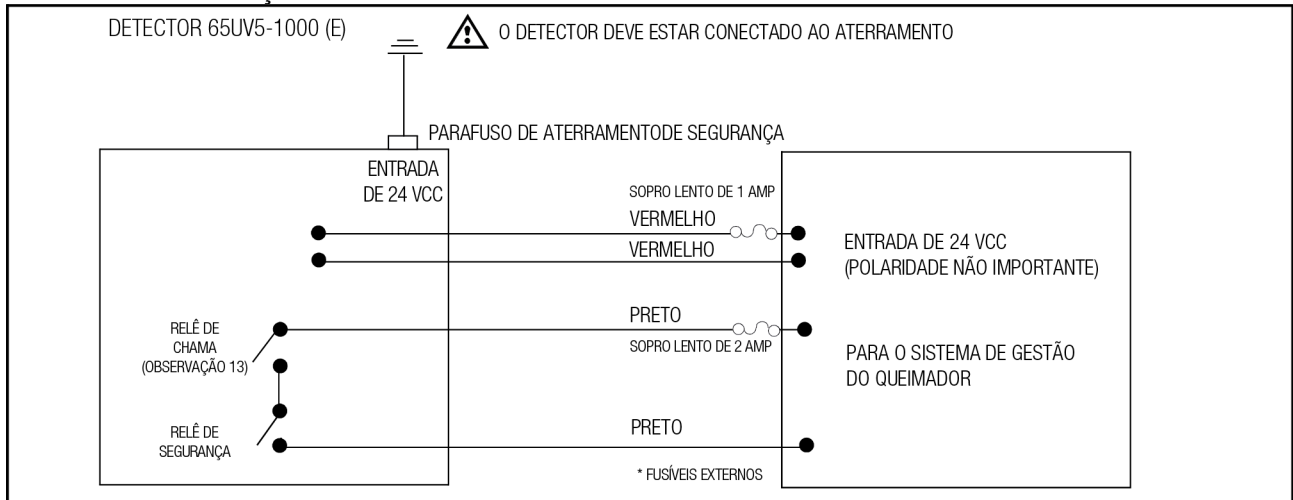 DETECTOR 65UV5-1000 (E)
O DETECTOR DEVE ESTAR CONECTADO AO ATERRAMENTO
PARAFUSO DE ATERRAMENTODE SEGURANÇA
ENTRADA
DE 24 VCC
SOPRO LENTO DE 1 AMP
VERMELHO
VERMELHO
ENTRADA DE 24 VCC
(POLARIDADE NÃO IMPORTANTE)
PRETO
SOPRO LENTO DE 2 AMP
RELÊ DE
CHAMA
(OBSERVAÇÃO 13)
PARA O SISTEMA DE GESTÃO
DO QUEIMADOR
RELÊ DE
SEGURANÇA
PRETO
* FUSÍVEIS EXTERNOS